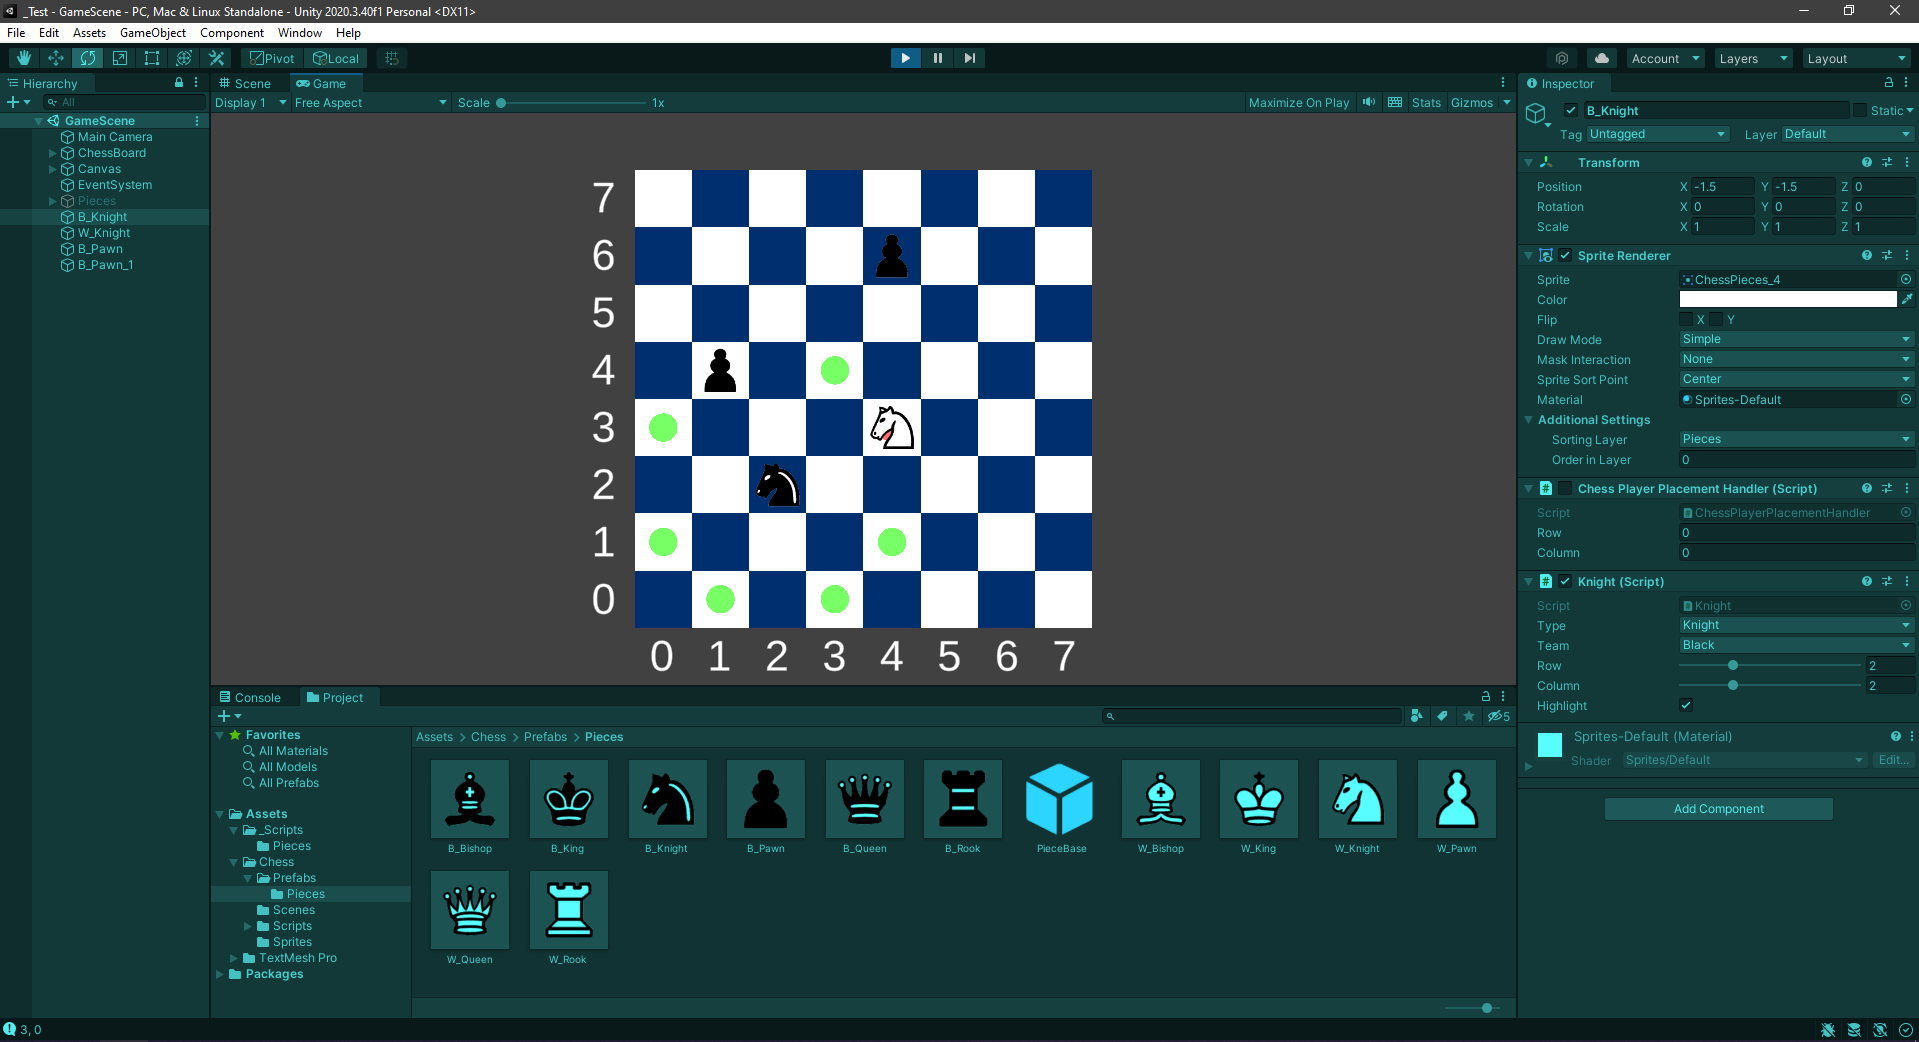 _Test - GameScene - PC, Mac & Linux Standalone - Unity 2020.3.40f1 Personal <DX11>
File Edit Assets GameObject Component Window Help
Pivot Local Account Layers Layout
Hierarchy
All
GameScene
Main Camera
ChessBoard
Canvas
EventSystem
Pieces
B_Knight
W_Knight
B_Pawn
B_Pawn_1
Scene Game
Display 1 Free Aspect Scale 1x Maximize On Play Stats Gizmos
7
6
5
4
3
2
1
0
0 1 2 3 4 5 6 7
Console Project
5
Favorites
All Materials
All Models
All Prefabs
Assets
_Scripts
Pieces
Chess
Prefabs
Pieces
Scenes
Scripts
Sprites
TextMesh Pro
Packages
Assets > Chess > Prefabs > Pieces
B_Bishop B_King B_Knight B_Pawn B_Queen B_Rook PieceBase W_Bishop W_King W_Knight W_Pawn
W_Queen W_Rook
Inspector
B_Knight Static
Tag Untagged Layer Default
Transform
Position X -1.5 Y -1.5 Z 0
Rotation X 0 Y 0 Z 0
Scale X 1 Y 1 Z 1
Sprite Renderer
Sprite ChessPieces_4
Color
Flip X Y
Draw Mode Simple
Mask Interaction None
Sprite Sort Point Center
Material Sprites-Default
Additional Settings
Sorting Layer Pieces
Order in Layer 0
# Chess Player Placement Handler (Script)
Script ChessPlayerPlacementHandler
Row 0
Column 0
# Knight (Script)
Script Knight
Type Knight
Team Black
Row 2
Column 2
Highlight
Sprites-Default (Material)
Shader Sprites/Default Edit...
Add Component
3, 0